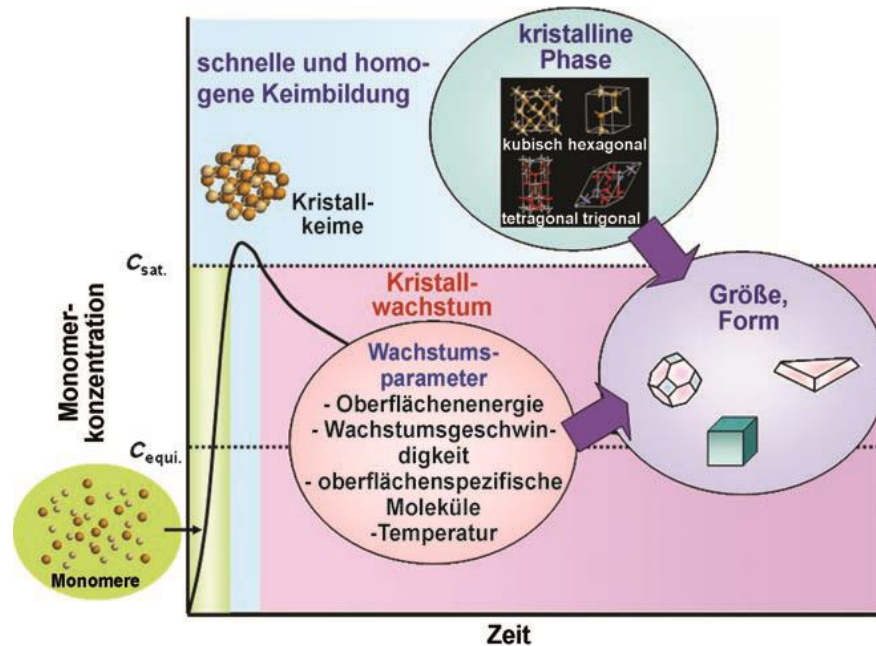 schnelle und homo-
gene Keimbildung
kristalline
Phase
kubisch hexagonal
tetragonal trigonal
Kristall-
keime
Csat.
Kristall-
wachstum
Größe,
Form
Monomer-
konzentration
Wachstums-
parameter
- Oberflächenenergie
- Wachstumsgeschwin-
digkeit
- oberflächenspezifische
Moleküle
-Temperatur
Cequi.
Monomere
Zeit